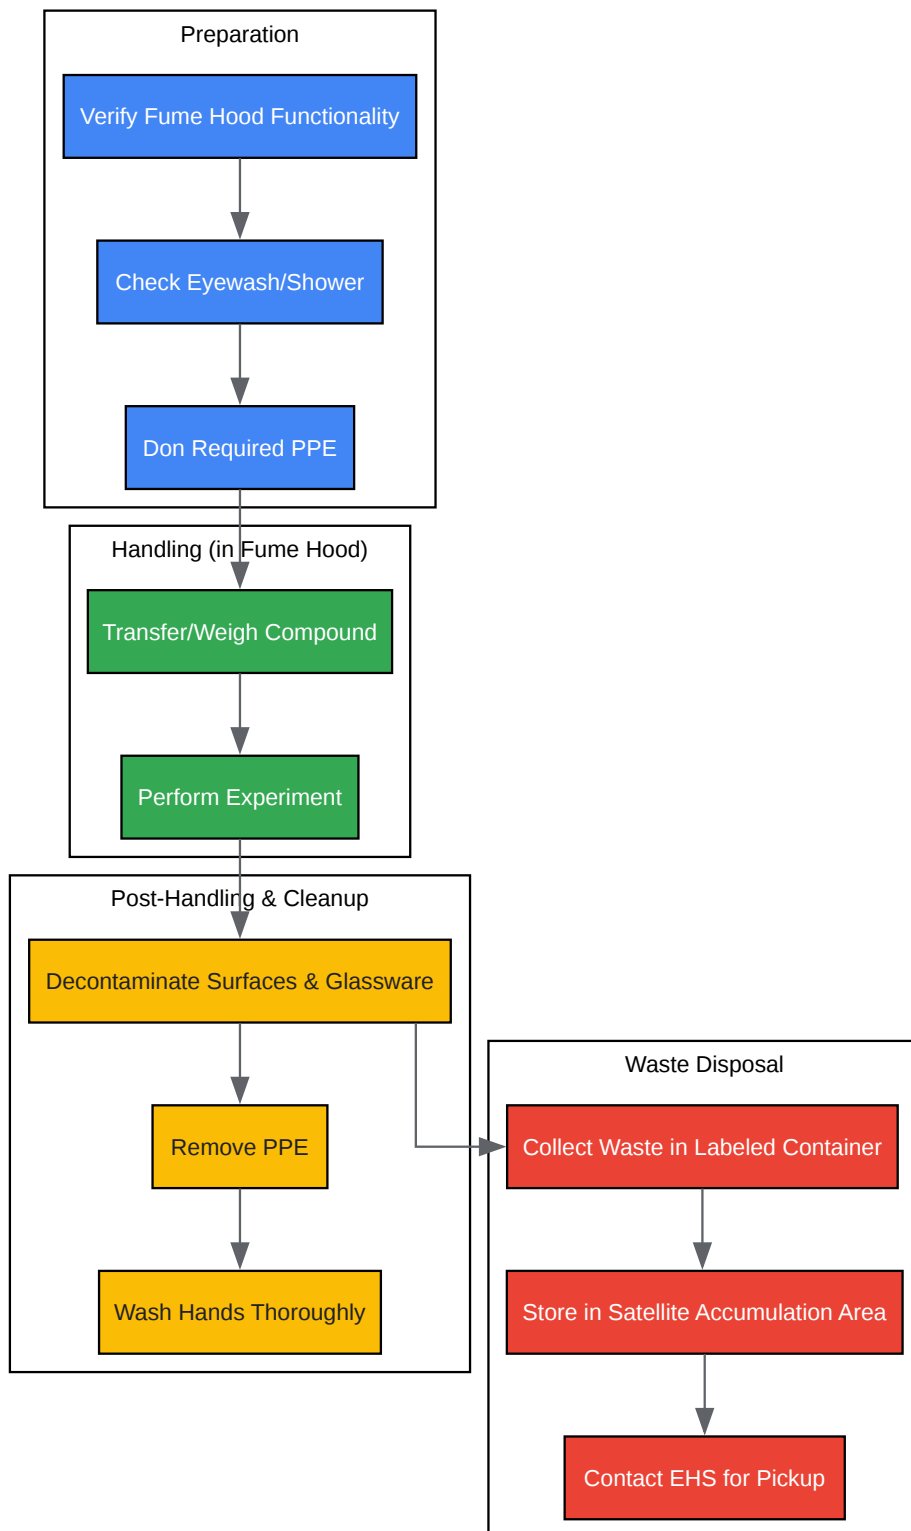 Preparation
Verify Fume Hood Functionality
Check Eyewash/Shower
Don Required PPE
Handling (in Fume Hood)
Transfer/Weigh Compound
Perform Experiment
Post-Handling & Cleanup
Decontaminate Surfaces & Glassware
Remove PPE
Wash Hands Thoroughly
Waste Disposal
Collect Waste in Labeled Container
Store in Satellite Accumulation Area
Contact EHS for Pickup